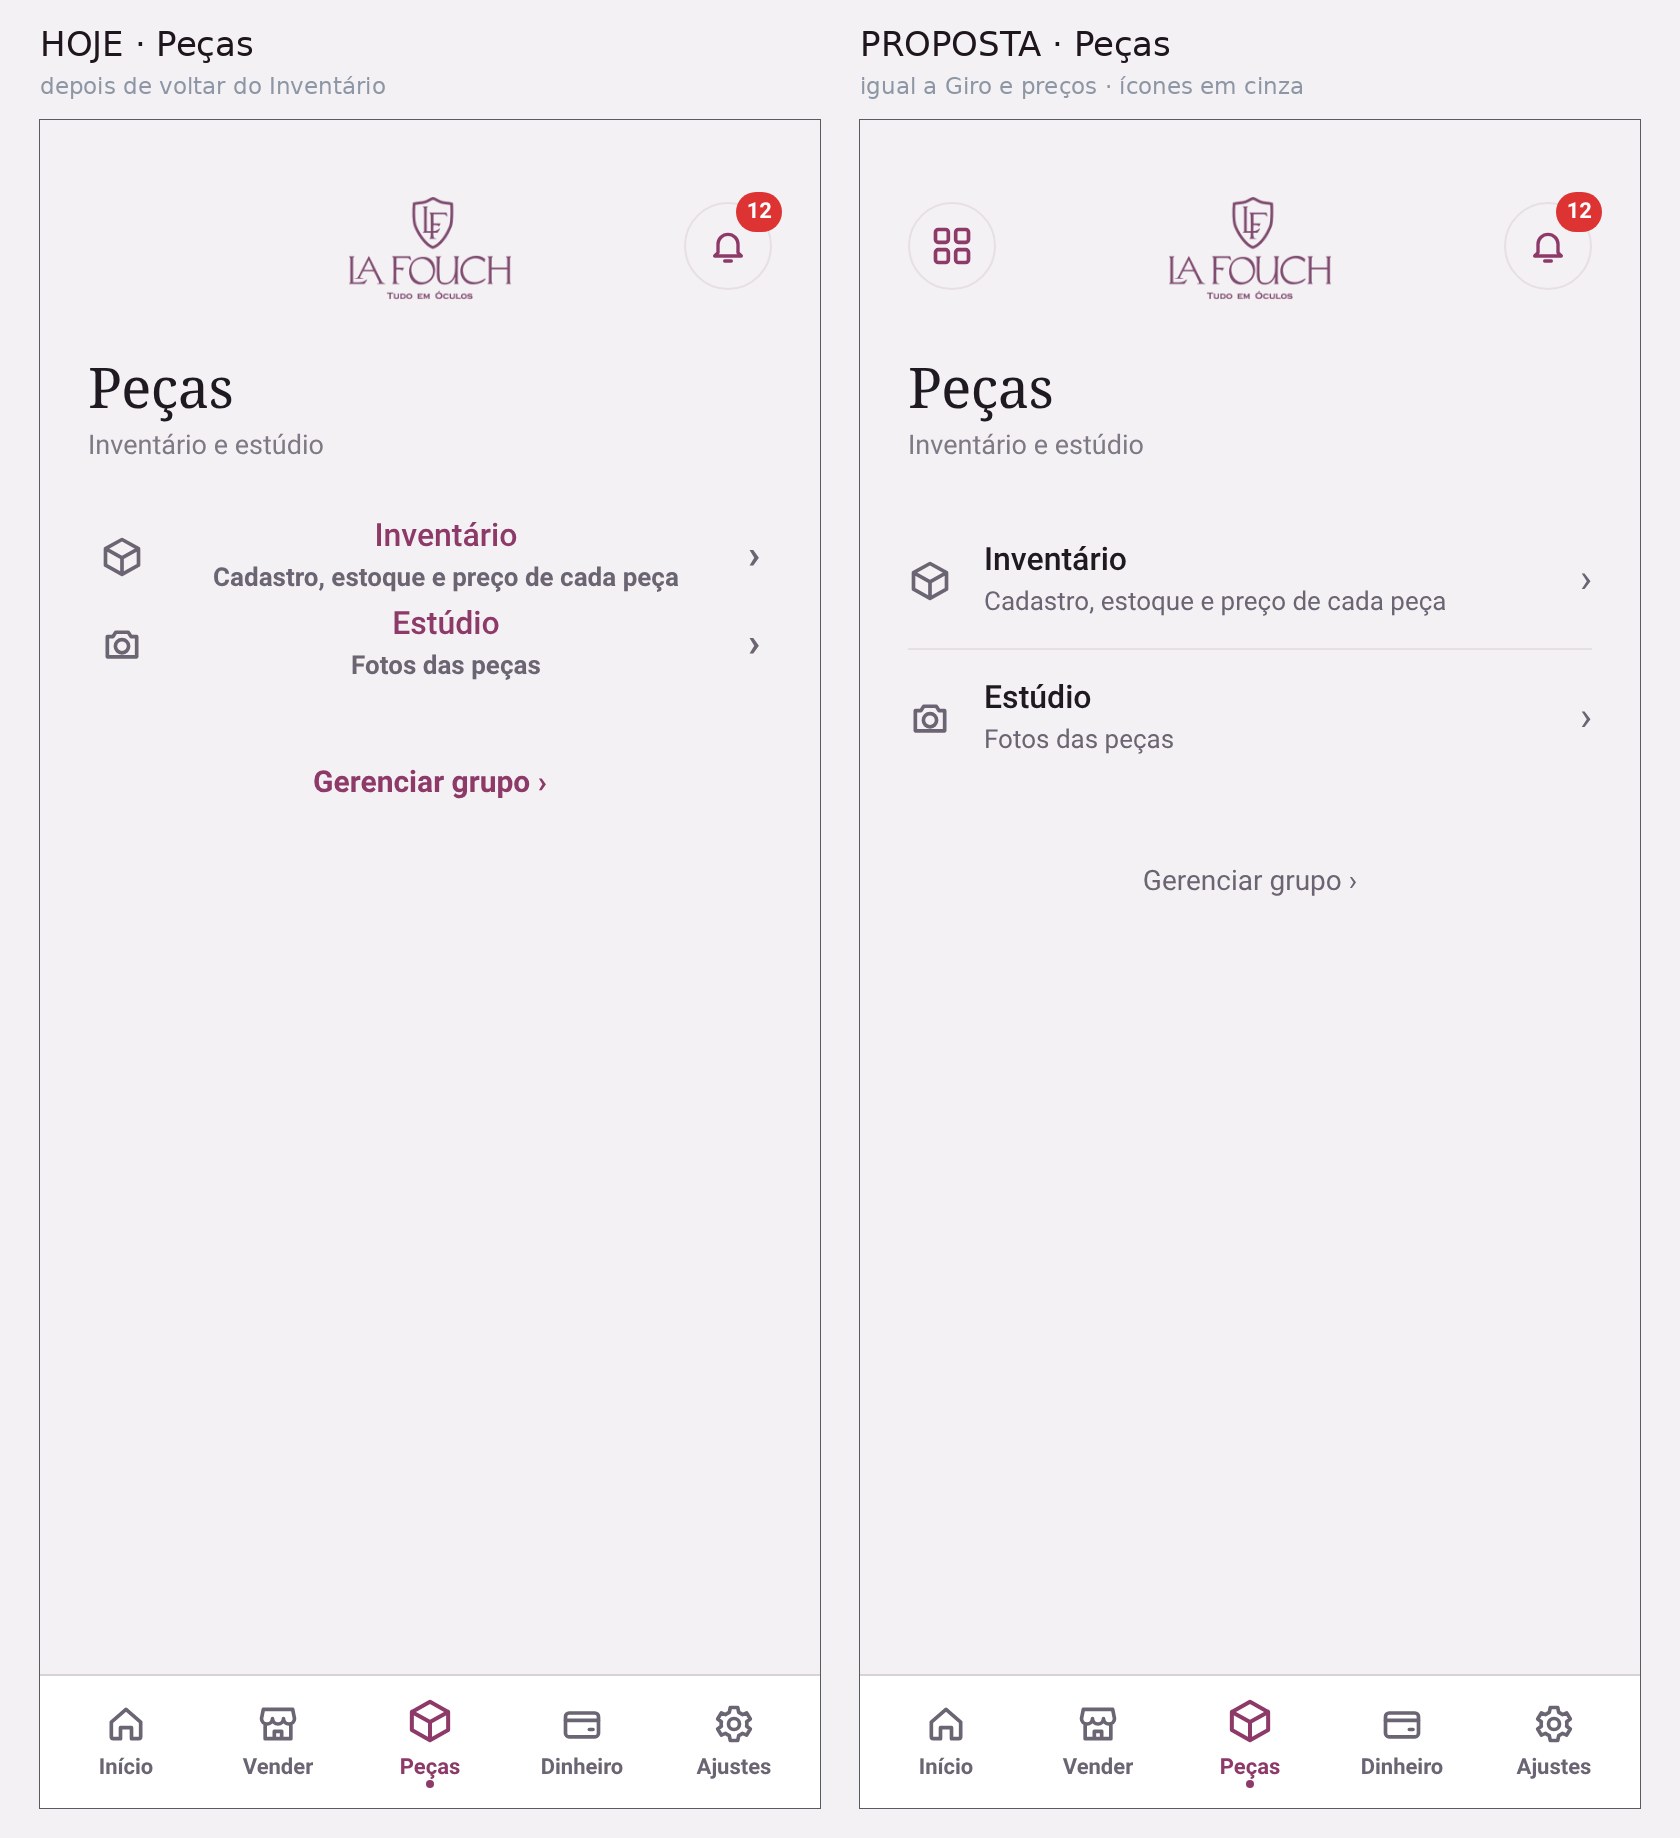 HOJE · Peças
depois de voltar do Inventário
LF
LA FOUCH
TUDO EM ÓCULOS
12
Peças
Inventário e estúdio
Inventário
Cadastro, estoque e preço de cada peça
›
Estúdio
Fotos das peças
›
Gerenciar grupo ›
Início
Vender
Peças
Dinheiro
Ajustes
PROPOSTA · Peças
igual a Giro e preços · ícones em cinza
LF
LA FOUCH
TUDO EM ÓCULOS
12
Peças
Inventário e estúdio
Inventário
Cadastro, estoque e preço de cada peça
›
Estúdio
Fotos das peças
›
Gerenciar grupo ›
Início
Vender
Peças
Dinheiro
Ajustes